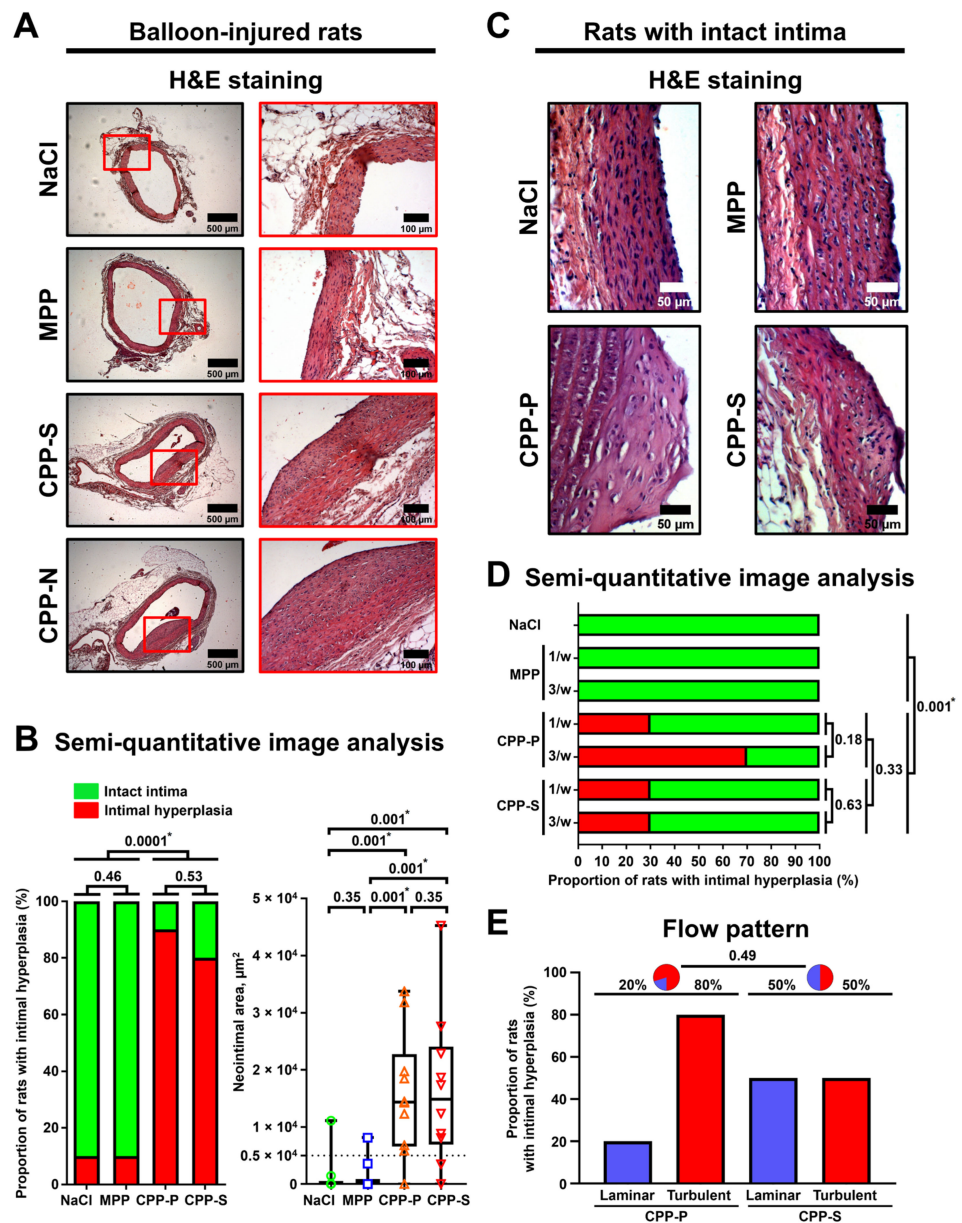 A
Balloon-injured rats
H&E staining
NaCl
500 µm
100 µm
MPP
500 µm
100 µm
CPP-S
500 µm
100 µm
CPP-N
500 µm
100 µm
B Semi-quantitative image analysis
Intact intima
Intimal hyperplasia
0.0001*
0.46
0.53
Proportion of rats with intimal hyperplasia (%)
100
80
60
40
20
0
NaCl MPP CPP-P CPP-S
0.001*
0.001*
0.001*
0.35 0.001* 0.35
Neointimal area, µm2
5 × 104
4 × 104
3 × 104
2 × 104
1 × 104
0.5 × 104
0
NaCl MPP CPP-P CPP-S
C
Rats with intact intima
H&E staining
NaCl
50 µm
MPP
50 µm
CPP-P
50 µm
CPP-S
50 µm
D Semi-quantitative image analysis
NaCl
MPP
1/w
3/w
CPP-P
1/w
3/w
CPP-S
1/w
3/w
0.18
0.63
0.33
0.001*
0 10 20 30 40 50 60 70 80 90 100
Proportion of rats with intimal hyperplasia (%)
E
Flow pattern
0.49
20% 80% 50% 50%
Proportion of rats
with intimal hyperplasia (%)
100
80
60
40
20
0
Laminar Turbulent Laminar Turbulent
CPP-P CPP-S